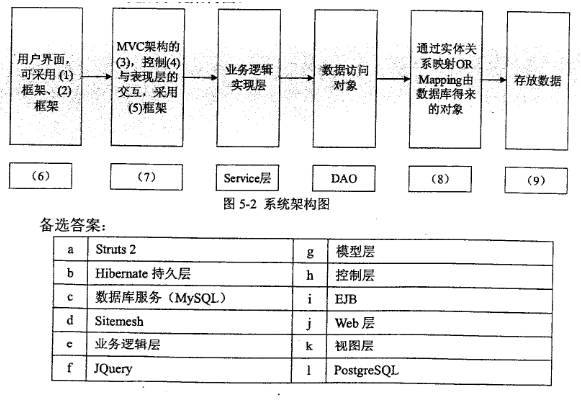 用户界面，
可采用(1)
框架、(2)
框架
MVC架构的
(3)，控制(4)
与表现层的
交互，采用
(5)框架
业务逻辑
实现层
数据访问
对象
通过实体关
系映射OR
Mapping由
数据库得来
的对象
存放数据
（6）
（7）
Service层
DAO
（8）
（9）
图 5-2 系统架构图
备选答案：
a Struts 2 g 模型层
b Hibernate 持久层 h 控制层
c 数据库服务（MySQL） i EJB
d Sitemesh j Web 层
e 业务逻辑层 k 视图层
f JQuery l PostgreSQL